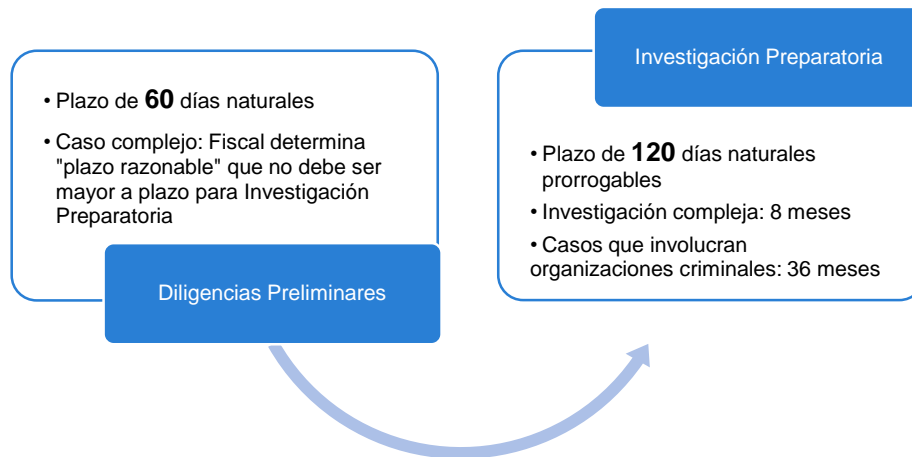 • Plazo de 60 días naturales
• Caso complejo: Fiscal determina
"plazo razonable" que no debe ser
mayor a plazo para Investigación
Preparatoria
Diligencias Preliminares
Investigación Preparatoria
• Plazo de 120 días naturales
prorrogables
• Investigación compleja: 8 meses
• Casos que involucran
organizaciones criminales: 36 meses